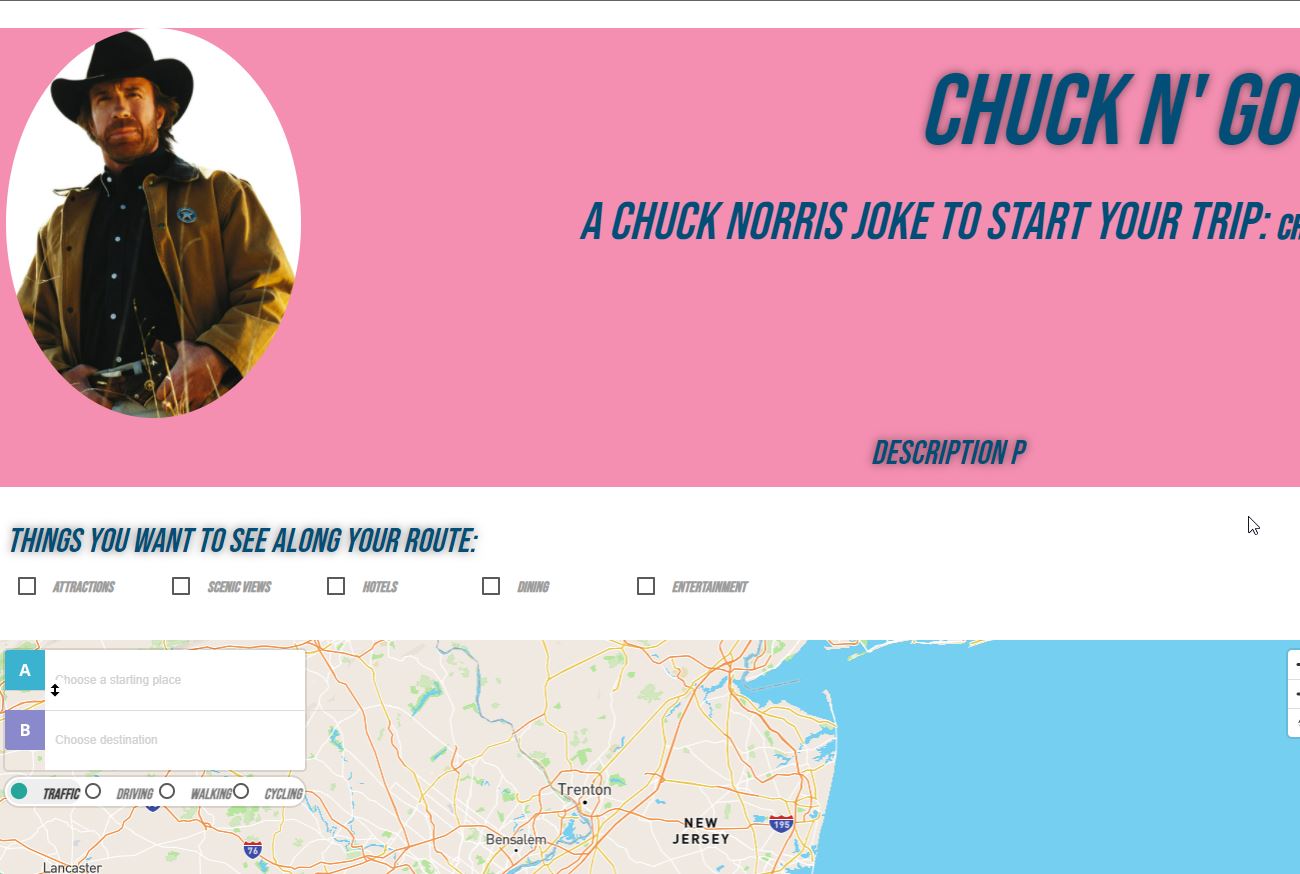 CHUCK N' GO
A CHUCK NORRIS JOKE TO START YOUR TRIP:
DESCRIPTION P
THINGS YOU WANT TO SEE ALONG YOUR ROUTE:
ATTRACTIONS SCENIC VIEWS HOTELS DINING ENTERTAINMENT
A Choose a starting place
B Choose destination
TRAFFIC DRIVING WALKING CYCLING
Trenton
NEW
JERSEY
195
Bensalem
76
Lancaster